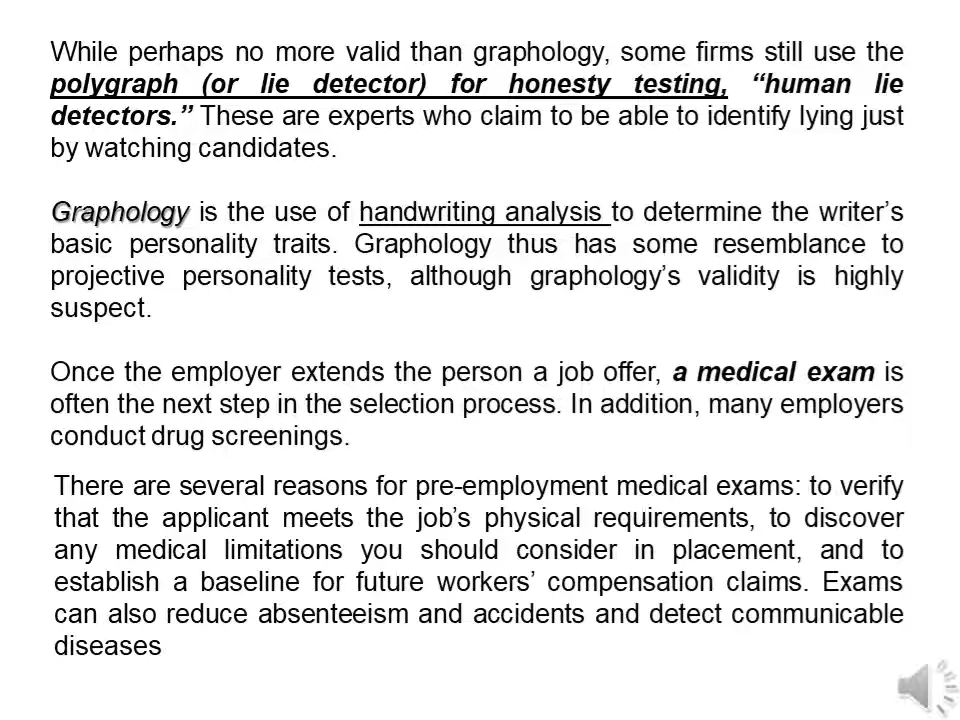 While perhaps no more valid than graphology, some firms still use the
polygraph (or lie detector) for honesty testing, “human lie
detectors.” These are experts who claim to be able to identify lying just
by watching candidates.
Graphology is the use of handwriting analysis to determine the writer’s
basic personality traits. Graphology thus has some resemblance to
projective personality tests, although graphology’s validity is highly
suspect.
Once the employer extends the person a job offer, a medical exam is
often the next step in the selection process. In addition, many employers
conduct drug screenings.
There are several reasons for pre-employment medical exams: to verify
that the applicant meets the job’s physical requirements, to discover
any medical limitations you should consider in placement, and to
establish a baseline for future workers’ compensation claims. Exams
can also reduce absenteeism and accidents and detect communicable
diseases